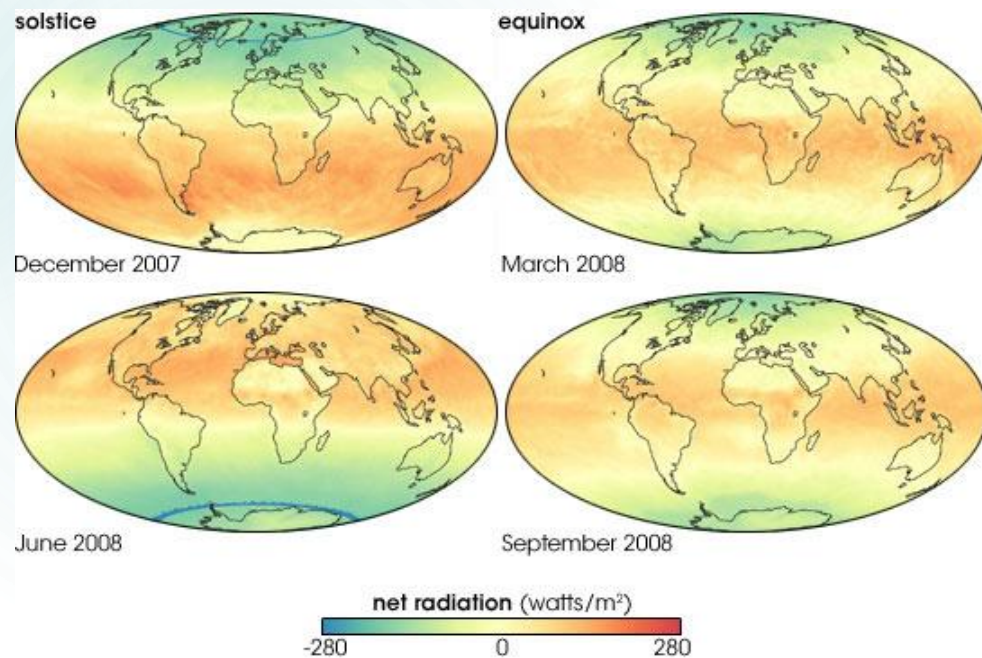 solstice
equinox
December 2007
March 2008
June 2008
September 2008
net radiation (watts/m²)
-280 0 280